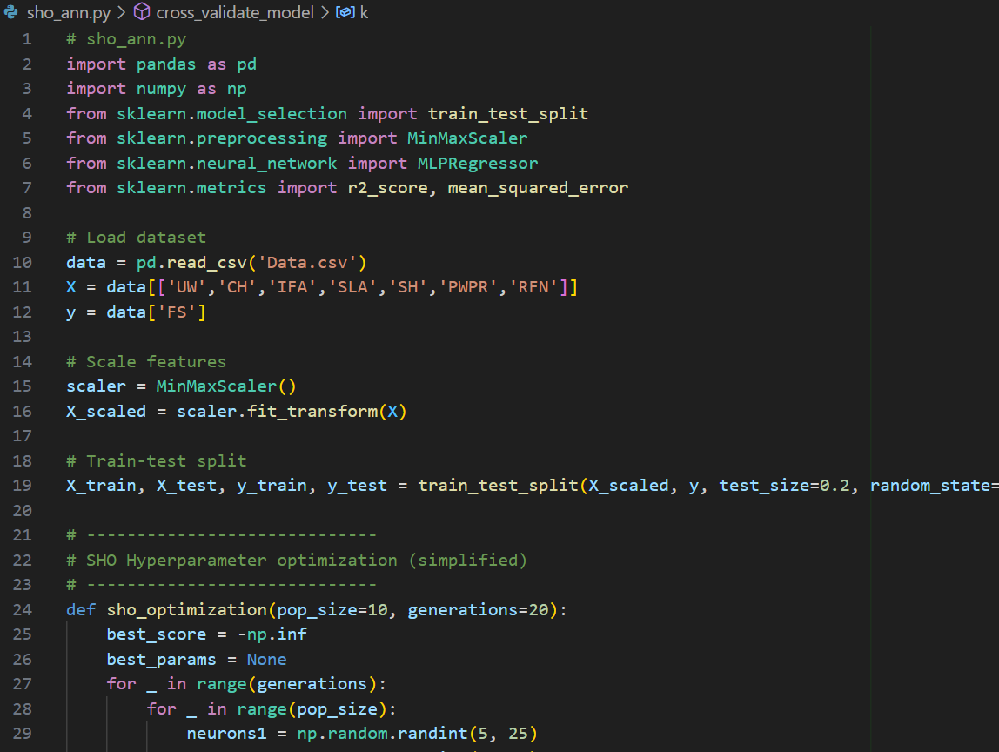 sho_ann.py > cross_validate_model > k
1 # sho_ann.py
2 import pandas as pd
3 import numpy as np
4 from sklearn.model_selection import train_test_split
5 from sklearn.preprocessing import MinMaxScaler
6 from sklearn.neural_network import MLPRegressor
7 from sklearn.metrics import r2_score, mean_squared_error
8
9 # Load dataset
10 data = pd.read_csv('Data.csv')
11 X = data[['UW','CH','IFA','SLA','SH','PWPR','RFN']]
12 y = data['FS']
13
14 # Scale features
15 scaler = MinMaxScaler()
16 X_scaled = scaler.fit_transform(X)
17
18 # Train-test split
19 X_train, X_test, y_train, y_test = train_test_split(X_scaled, y, test_size=0.2, random_state=
20
21 # -----------------------------
22 # SHO Hyperparameter optimization (simplified)
23 # -----------------------------
24 def sho_optimization(pop_size=10, generations=20):
25     best_score = -np.inf
26     best_params = None
27     for _ in range(generations):
28         for _ in range(pop_size):
29             neurons1 = np.random.randint(5, 25)